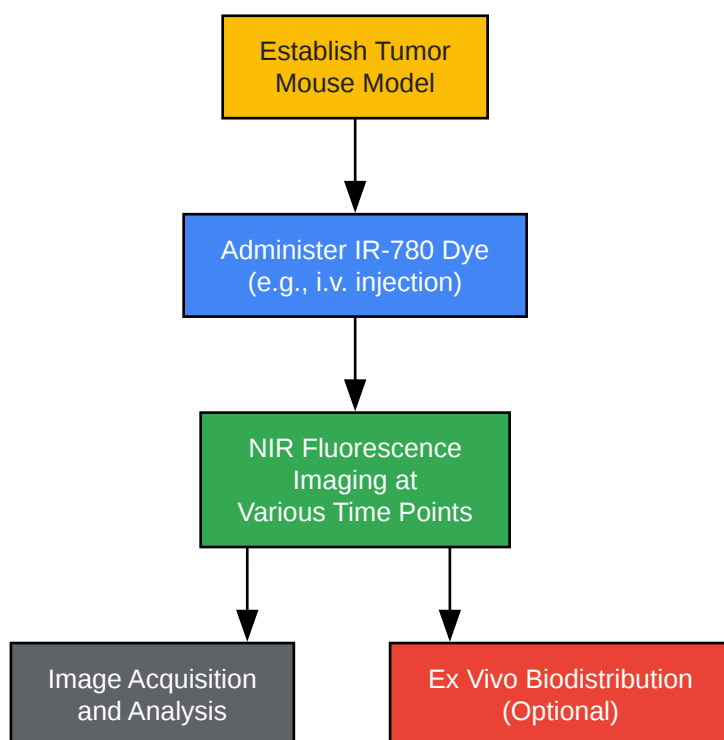 Establish Tumor
Mouse Model
Administer IR-780 Dye
(e.g., i.v. injection)
NIR Fluorescence
Imaging at
Various Time Points
Image Acquisition
and Analysis
Ex Vivo Biodistribution
(Optional)